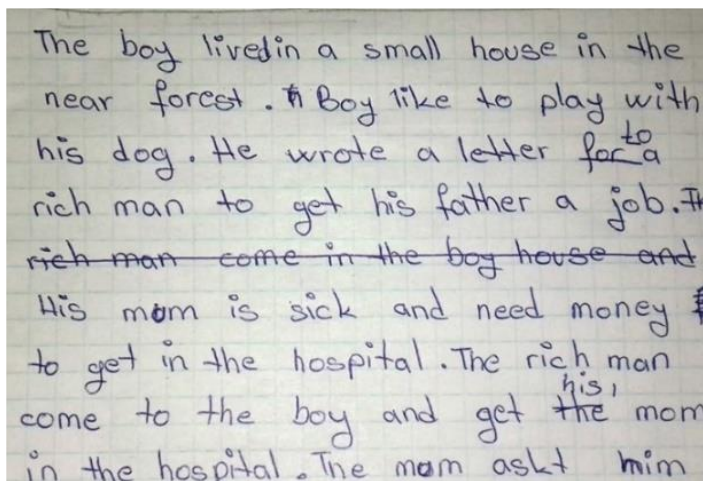 The boy livedin a small house in the
near forest. Boy like to play with
his dog. He wrote a letter for to a
rich man to get his father a job.
rich man come in the boy house and
His mom is sick and need money
to get in the hospital. The rich man
come to the boy and get the his mom
in the hospital. The mom askt him